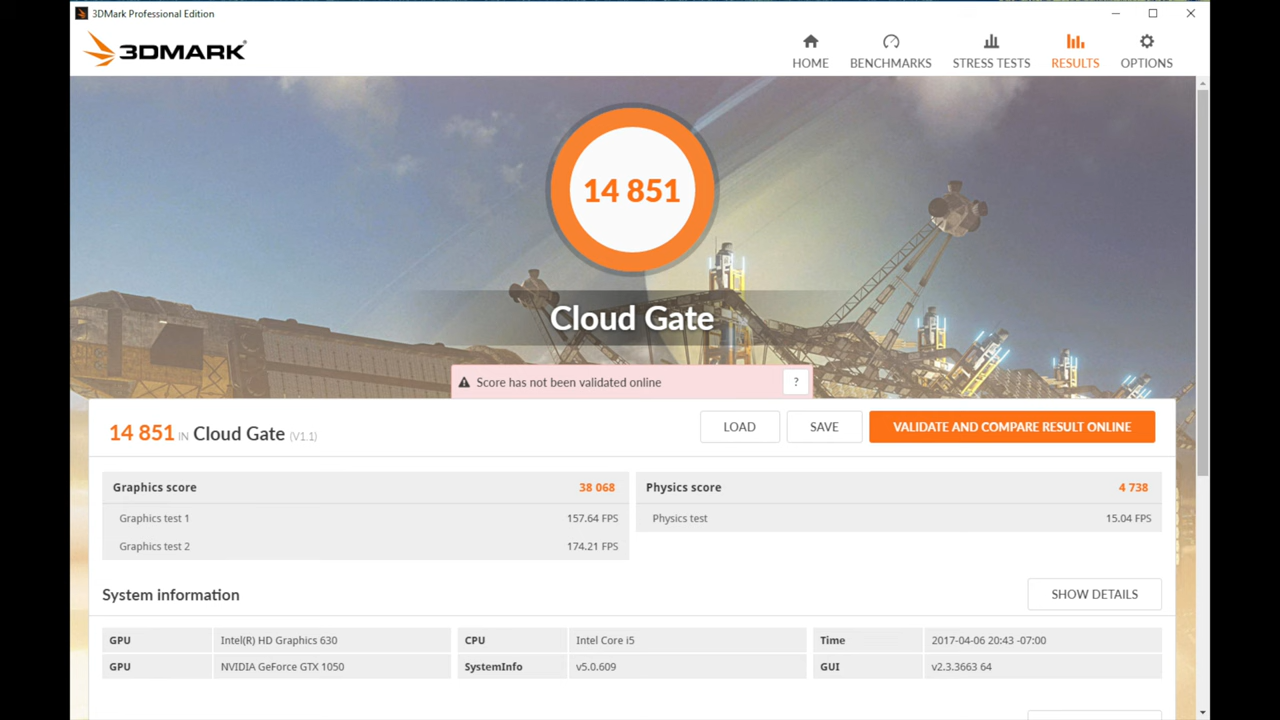 3DMark Professional Edition
3DMARK
HOME
BENCHMARKS
STRESS TESTS
RESULTS
OPTIONS
14 851
Cloud Gate
Score has not been validated online
?
14 851 IN Cloud Gate (V1.1)
LOAD
SAVE
VALIDATE AND COMPARE RESULT ONLINE
Graphics score 38 068
Graphics test 1 157.64 FPS
Graphics test 2 174.21 FPS
Physics score 4 738
Physics test 15.04 FPS
System information
SHOW DETAILS
GPU Intel(R) HD Graphics 630 CPU Intel Core i5 Time 2017-04-06 20:43 -07:00
GPU NVIDIA GeForce GTX 1050 SystemInfo v5.0.609 GUI v2.3.3663 64